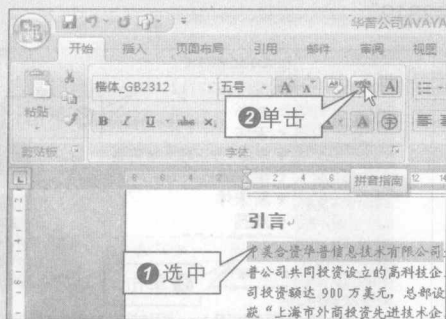 华普公司AVAYA
开始 插入 页面布局 引用 邮件 审阅 视图
楷体_GB2312 五号
粘贴
B I U abc x
❷单击
剪贴板 字体
拼音指南
引言
中美合资华普信息技术有限公司
❶选中
普公司共同投资设立的高科技企
司投资额达 900 万美元，总部设
获“上海市外商投资先进技术企